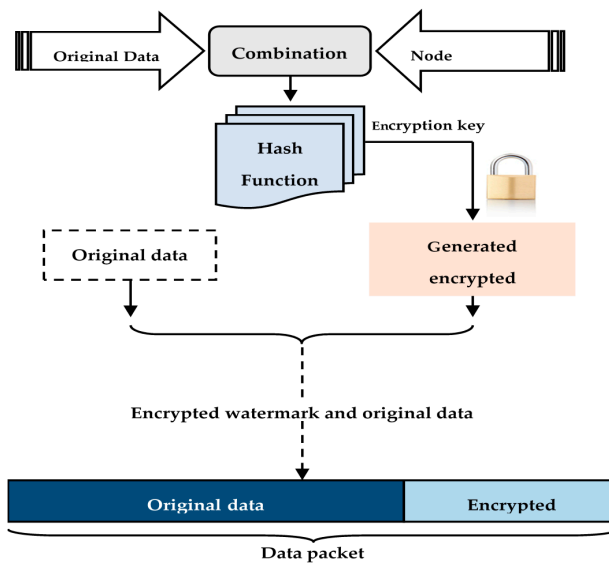 Original Data
Combination
Node
Encryption key
Hash
Function
Original data
Generated
encrypted
Encrypted watermark and original data
Original data
Encrypted
Data packet